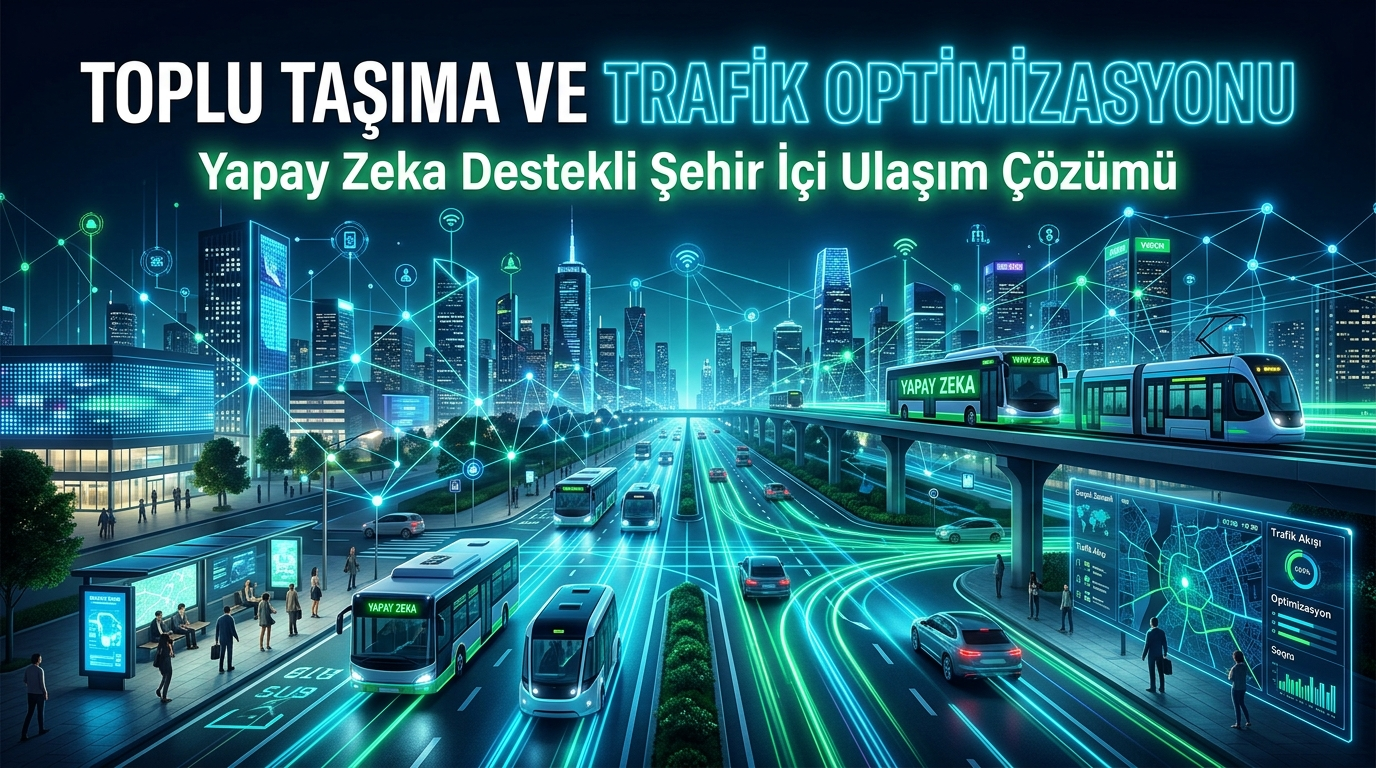 TOPLU TAŞIMA VE TRAFİK OPTİMİZASYONU
Yapay Zeka Destekli Şehir İçi Ulaşım Çözümü
YAPAY ZEKA
YAPAY ZEKA
YAPAY ZEKA
Trafik Akışı
Optimizasyon